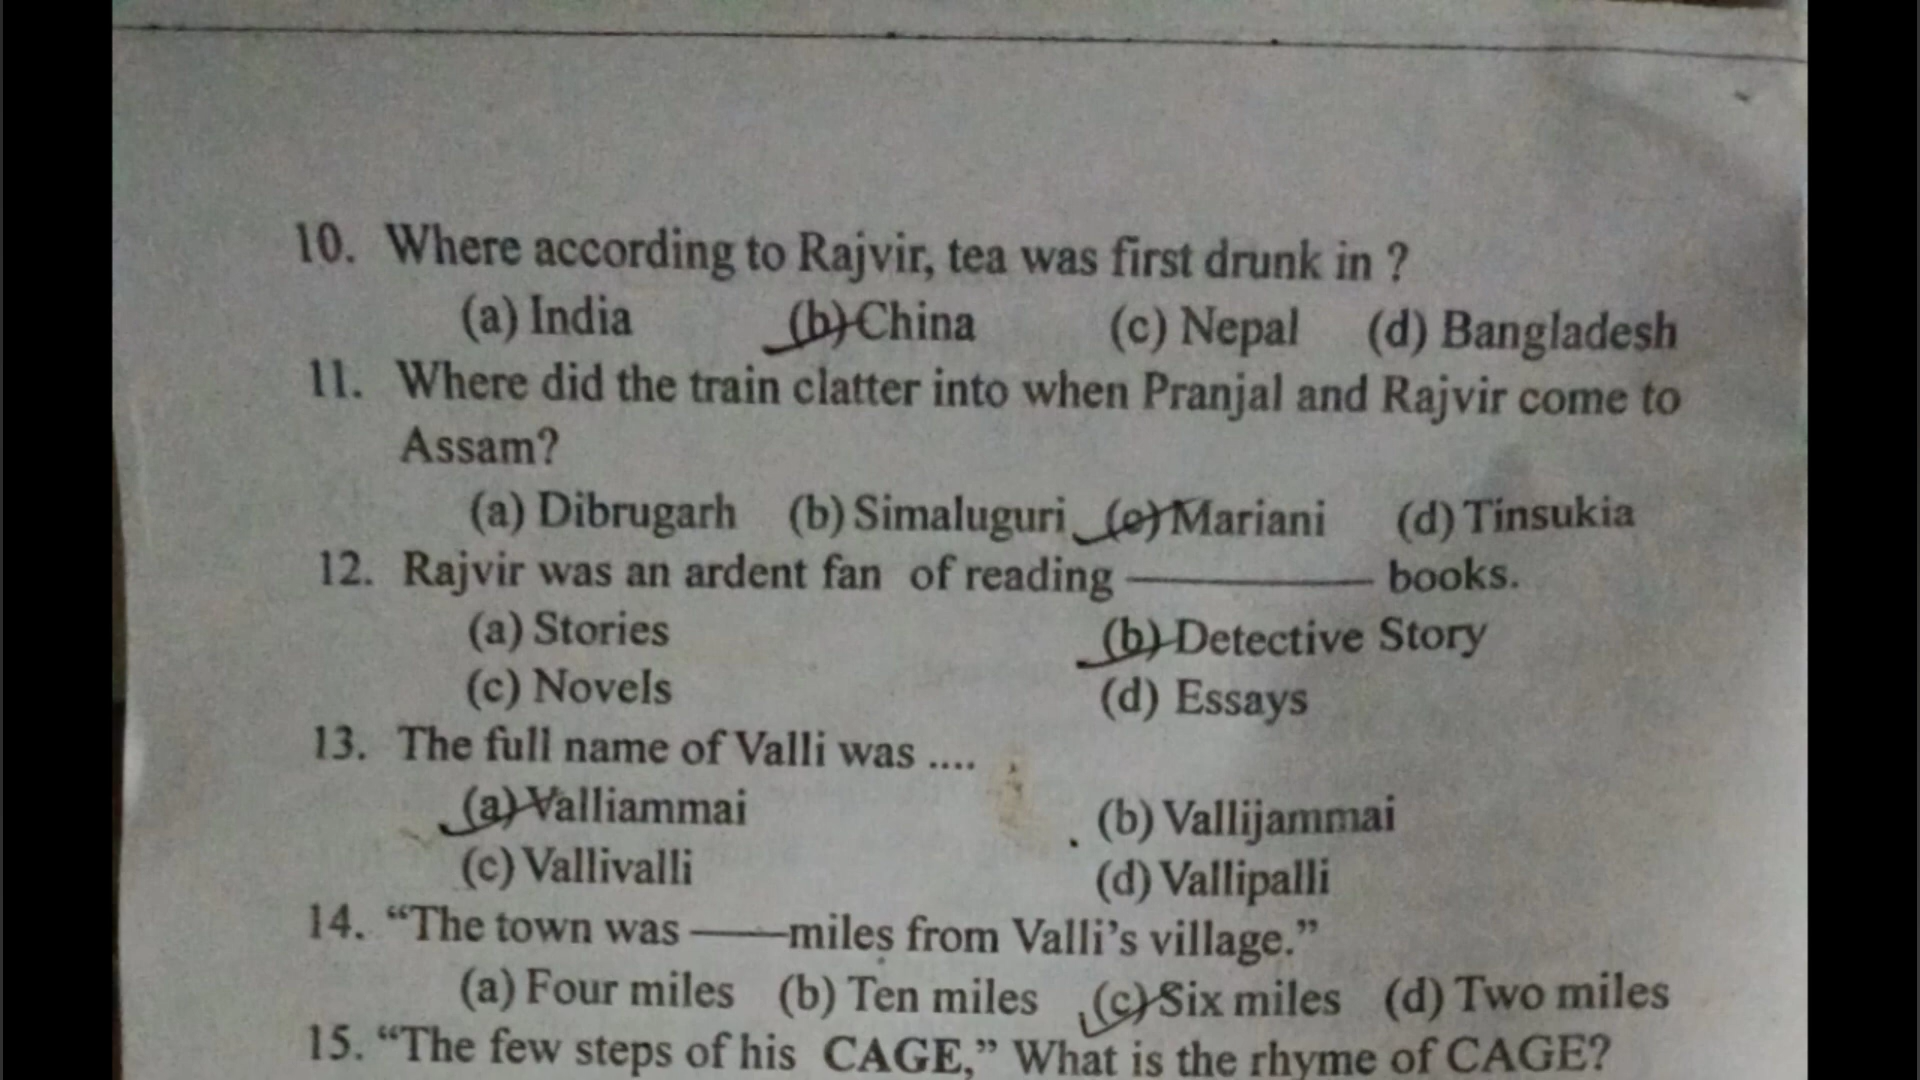 10. Where according to Rajvir, tea was first drunk in ?
(a) India (b) China (c) Nepal (d) Bangladesh
11. Where did the train clatter into when Pranjal and Rajvir come to
Assam?
(a) Dibrugarh (b) Simaluguri (c) Mariani (d) Tinsukia
12. Rajvir was an ardent fan of reading ———— books.
(a) Stories (b) Detective Story
(c) Novels (d) Essays
13. The full name of Valli was ....
(a) Valliammai (b) Vallijammai
(c) Vallivalli (d) Vallipalli
14. “The town was ——miles from Valli’s village.”
(a) Four miles (b) Ten miles (c) Six miles (d) Two miles
15. “The few steps of his CAGE,” What is the rhyme of CAGE?